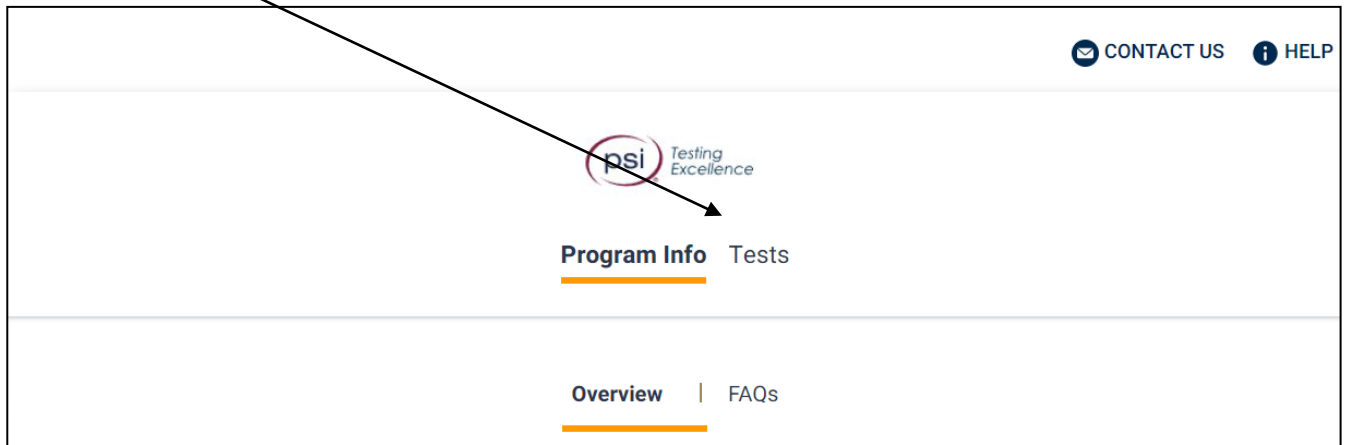 CONTACT US HELP
psi Testing
Excellence
Program Info Tests
Overview | FAQs